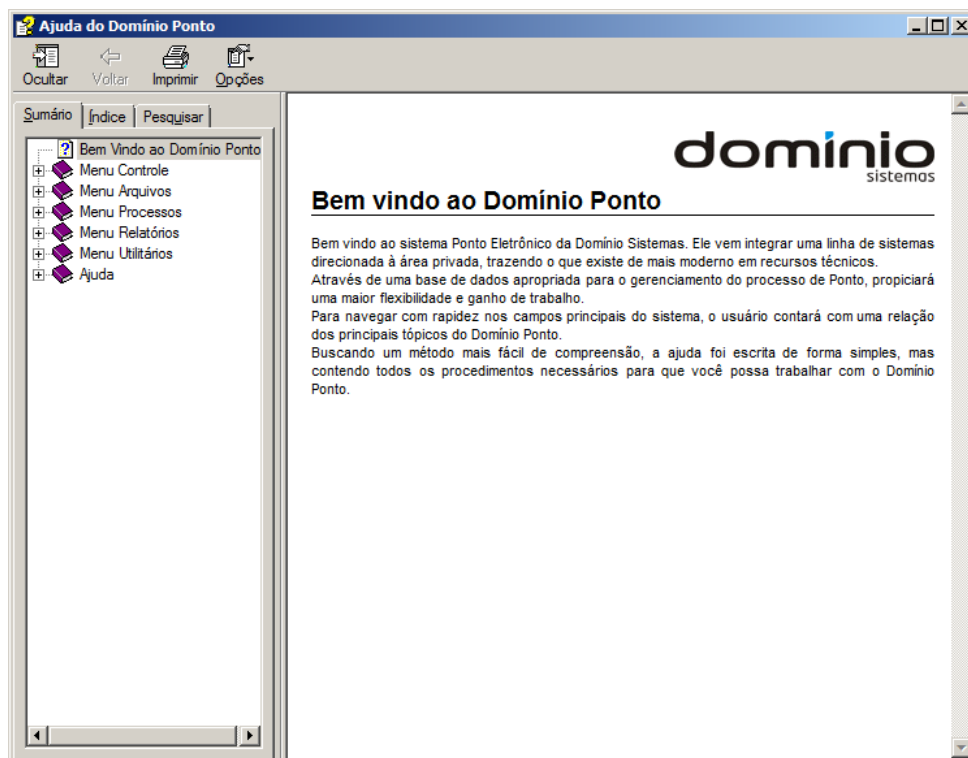 Ajuda do Domínio Ponto
Ocultar Voltar Imprimir Opções
Sumário Índice Pesquisar
Bem Vindo ao Domínio Ponto
Menu Controle
Menu Arquivos
Menu Processos
Menu Relatórios
Menu Utilitários
Ajuda
domínio
sistemas
Bem vindo ao Domínio Ponto
Bem vindo ao sistema Ponto Eletrônico da Domínio Sistemas. Ele vem integrar uma linha de sistemas
direcionada à área privada, trazendo o que existe de mais moderno em recursos técnicos.
Através de uma base de dados apropriada para o gerenciamento do processo de Ponto, propiciará
uma maior flexibilidade e ganho de trabalho.
Para navegar com rapidez nos campos principais do sistema, o usuário contará com uma relação
dos principais tópicos do Domínio Ponto.
Buscando um método mais fácil de compreensão, a ajuda foi escrita de forma simples, mas
contendo todos os procedimentos necessários para que você possa trabalhar com o Domínio
Ponto.